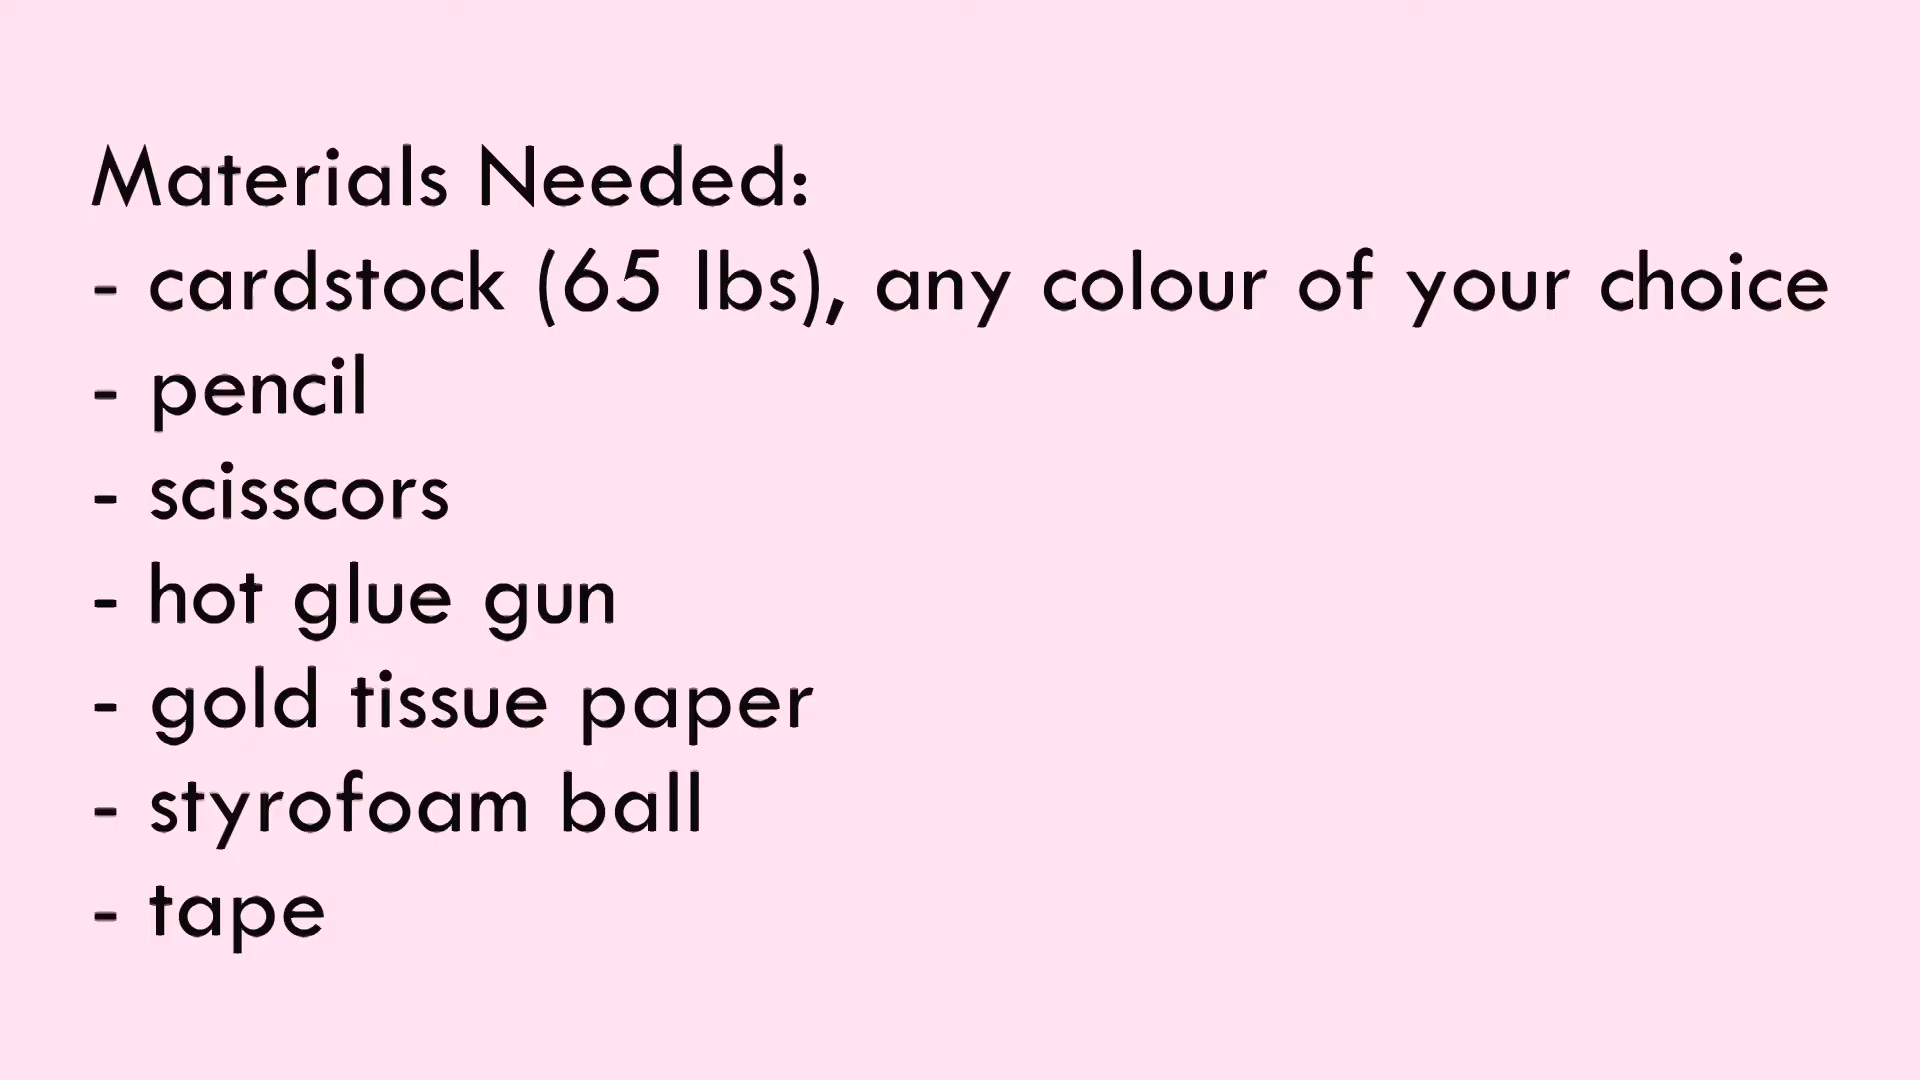 Materials Needed:
- cardstock (65 lbs), any colour of your choice
- pencil
- scisscors
- hot glue gun
- gold tissue paper
- styrofoam ball
- tape